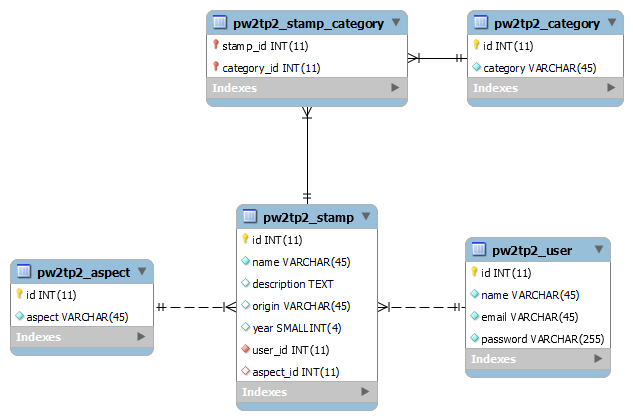 pw2tp2_stamp_category
stamp_id INT(11)
category_id INT(11)
Indexes
pw2tp2_category
id INT(11)
category VARCHAR(45)
Indexes
pw2tp2_stamp
id INT(11)
name VARCHAR(45)
description TEXT
origin VARCHAR(45)
year SMALLINT(4)
user_id INT(11)
aspect_id INT(11)
Indexes
pw2tp2_aspect
id INT(11)
aspect VARCHAR(45)
Indexes
pw2tp2_user
id INT(11)
name VARCHAR(45)
email VARCHAR(45)
password VARCHAR(255)
Indexes